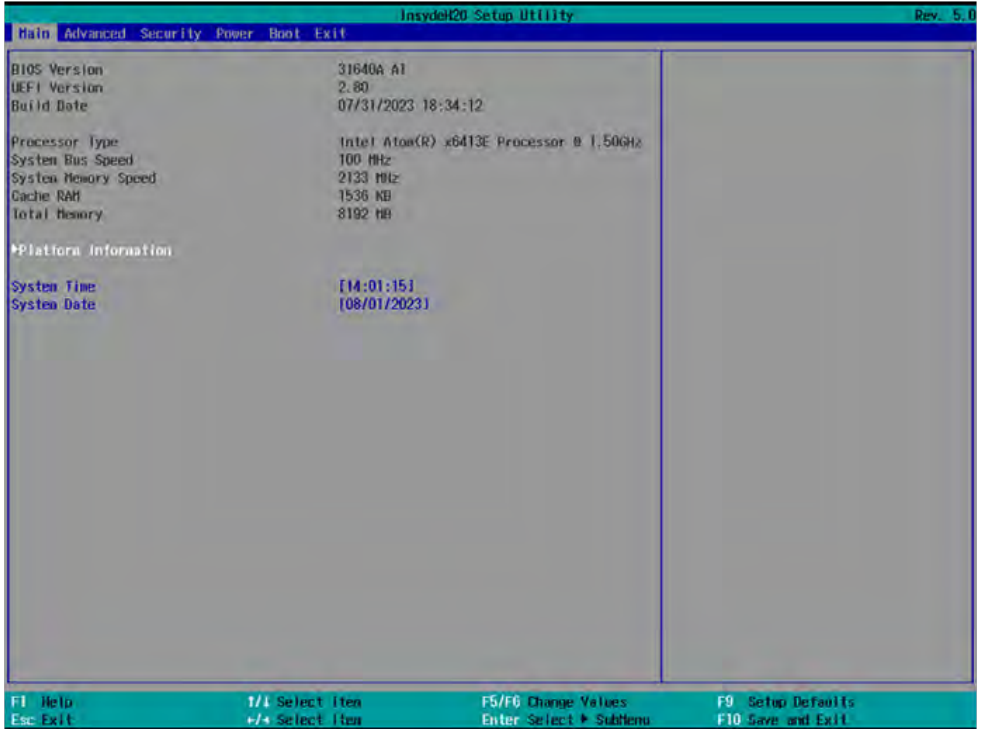 InsydeH2O Setup Utility Rev. 5.0
Main Advanced Security Power Boot Exit
BIOS Version 31640A A1
UEFI Version 2.80
Build Date 07/31/2023 18:34:12
Processor Type Intel Atom(R) x6413E Processor @ 1.50GHz
System Bus Speed 100 MHz
System Memory Speed 2133 MHz
Cache RAM 1536 KB
Total Memory 8192 MB
▶Platform Information
System Time [14:01:15]
System Date [08/01/2023]
F1 Help ↑/↓ Select Item F5/F6 Change Values F9 Setup Defaults
Esc Exit ←/→ Select Item Enter Select ▶ SubMenu F10 Save and Exit